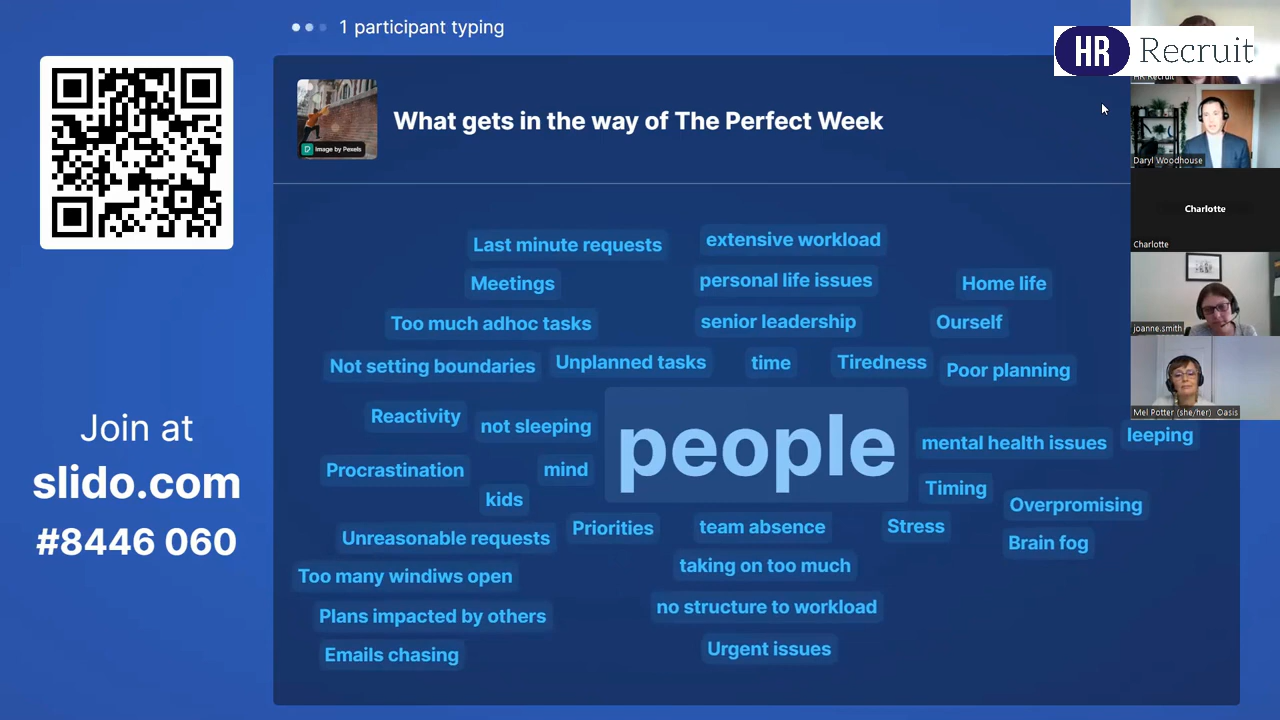 1 participant typing
HR Recruit
HR Recruit
Image by Pexels
What gets in the way of The Perfect Week
Daryl Woodhouse
Charlotte
Charlotte
joanne.smith
Mel Potter (she/her) Oasis
Join at
slido.com
#8446 060
Last minute requests
extensive workload
Meetings
personal life issues
Home life
Too much adhoc tasks
senior leadership
Ourself
Not setting boundaries
Unplanned tasks
time
Tiredness
Poor planning
Reactivity
not sleeping
people
mental health issues
leeping
Procrastination
mind
Timing
kids
Overpromising
Unreasonable requests
Priorities
team absence
Stress
Brain fog
Too many windiws open
taking on too much
Plans impacted by others
no structure to workload
Emails chasing
Urgent issues